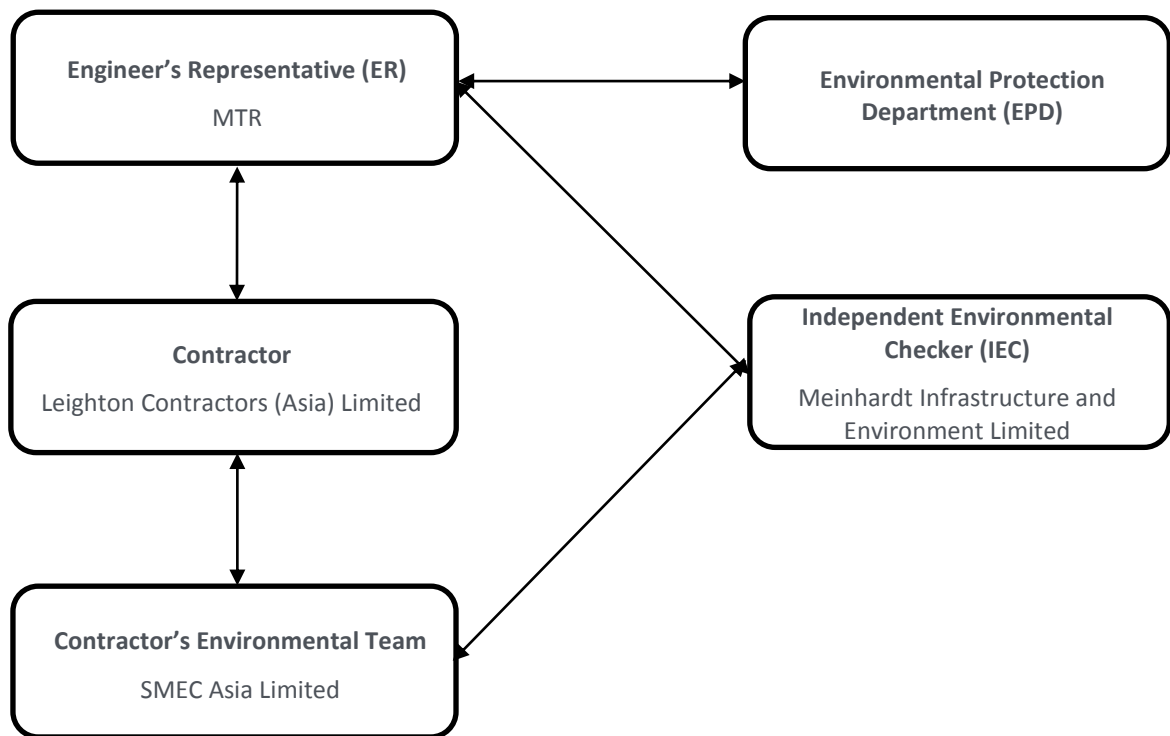 Engineer’s Representative (ER)
MTR
Environmental Protection
Department (EPD)
Contractor
Leighton Contractors (Asia) Limited
Independent Environmental
Checker (IEC)
Meinhardt Infrastructure and
Environment Limited
Contractor’s Environmental Team
SMEC Asia Limited